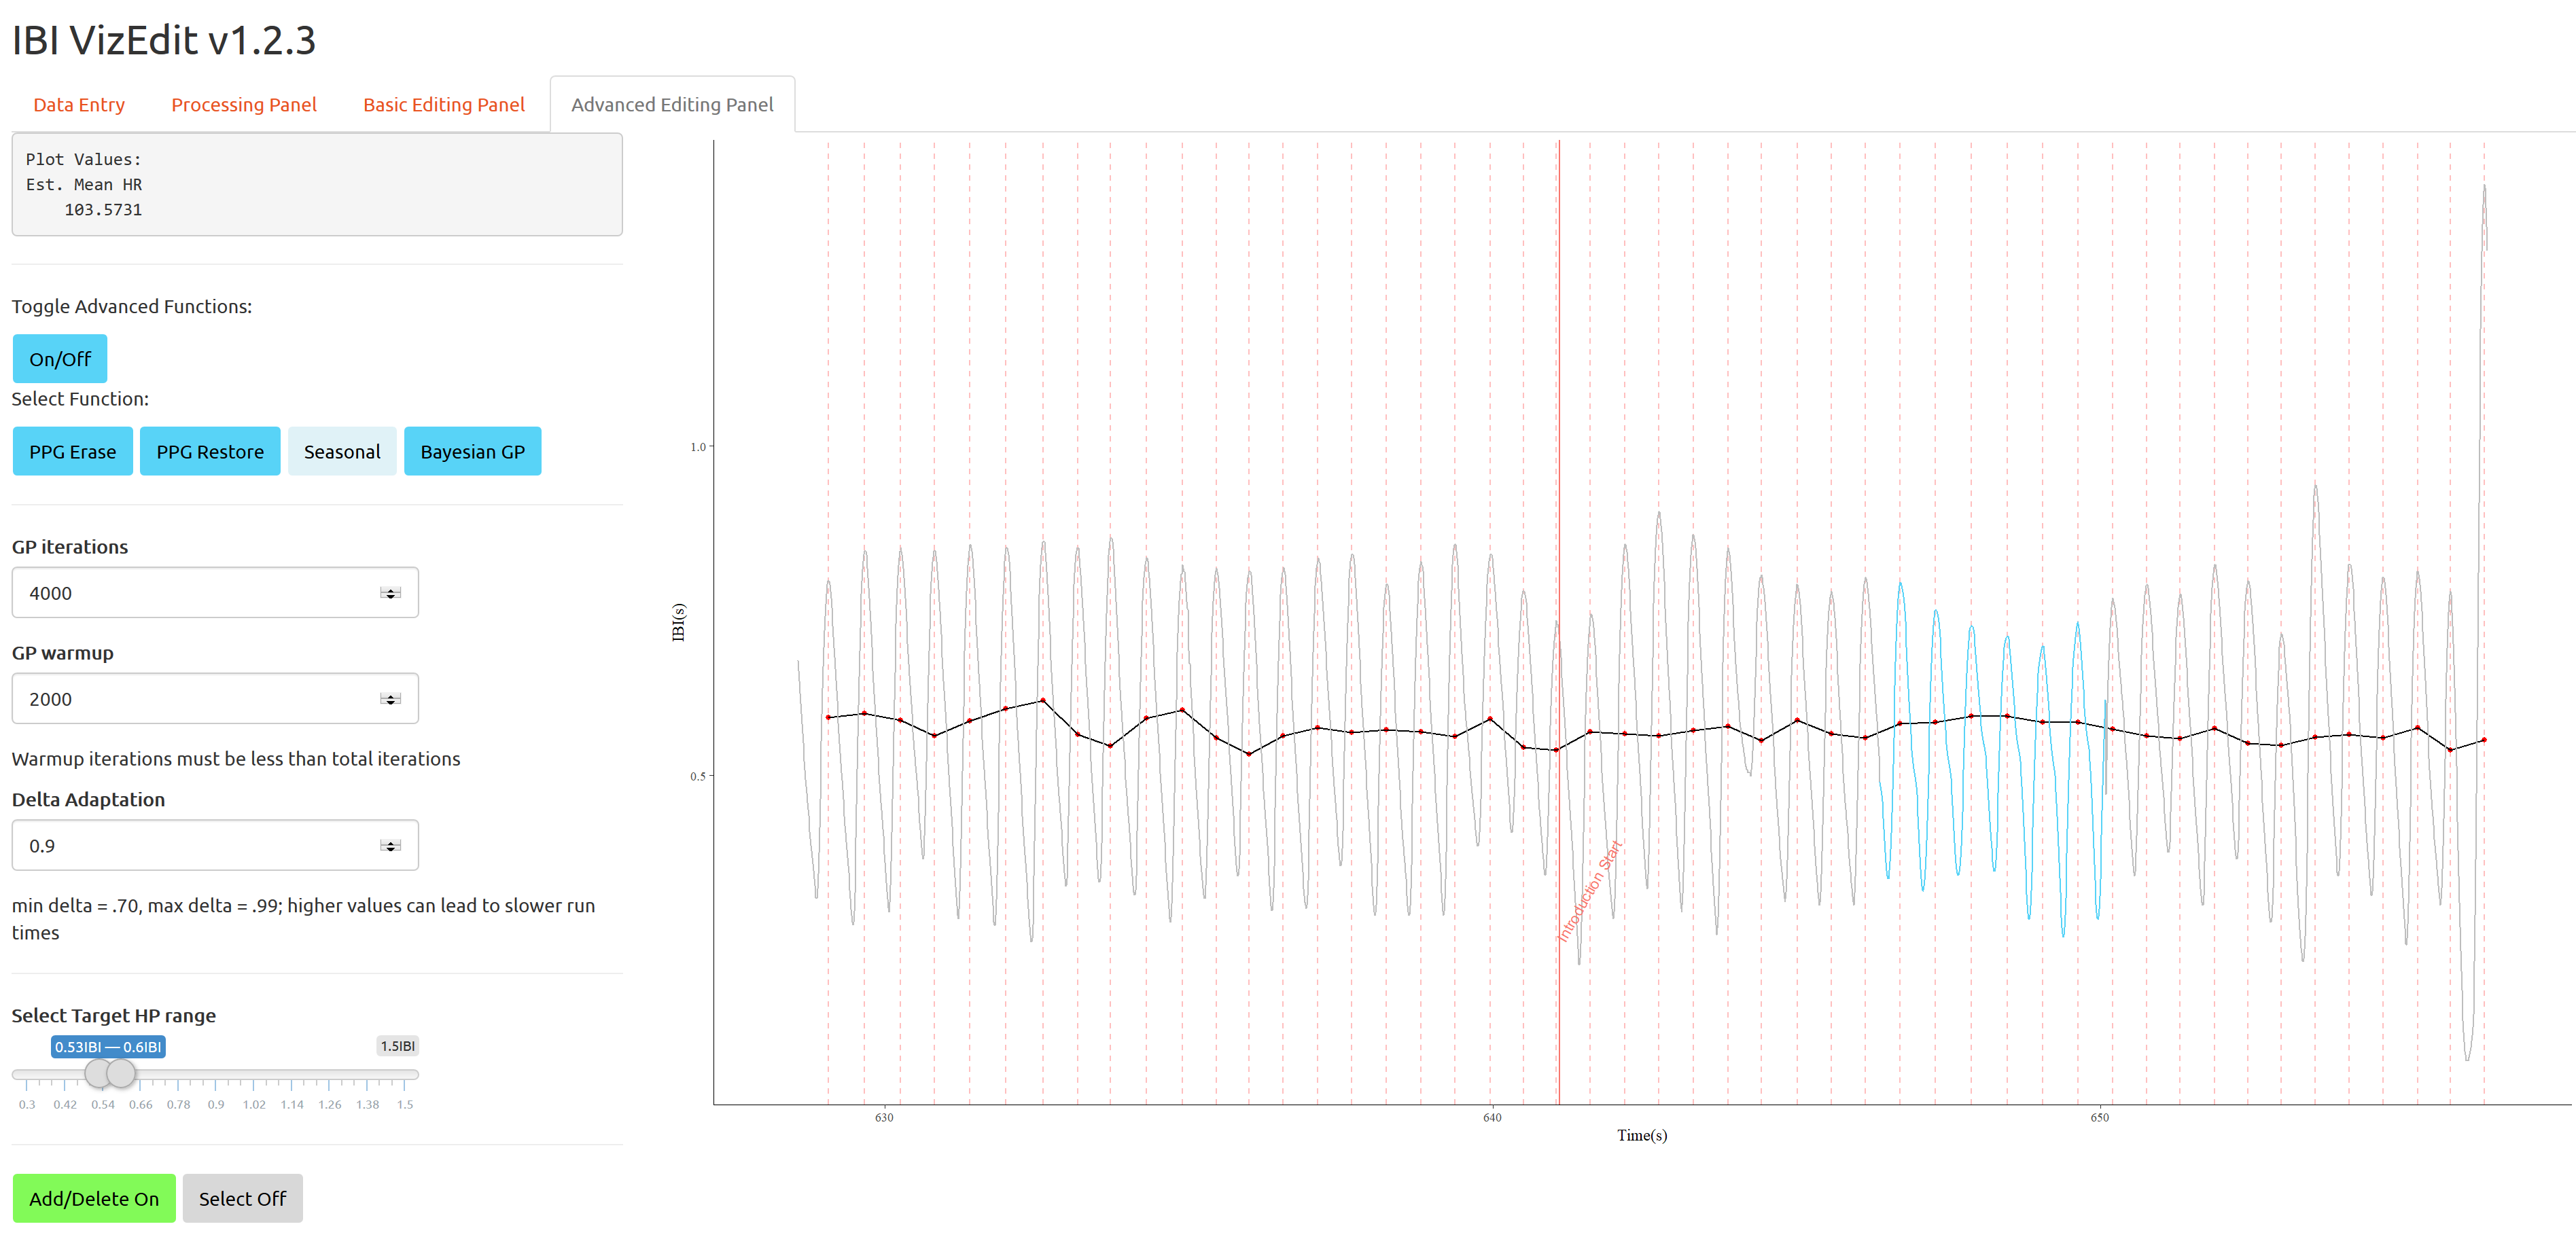 IBI VizEdit v1.2.3
Data Entry
Processing Panel
Basic Editing Panel
Advanced Editing Panel
Plot Values:
Est. Mean HR
103.5731
Toggle Advanced Functions:
On/Off
Select Function:
PPG Erase
PPG Restore
Seasonal
Bayesian GP
GP iterations
4000
GP warmup
2000
Warmup iterations must be less than total iterations
Delta Adaptation
0.9
min delta = .70, max delta = .99; higher values can lead to slower run
times
Select Target HP range
0.53IBI — 0.6IBI
1.5IBI
0.3 0.42 0.54 0.66 0.78 0.9 1.02 1.14 1.26 1.38 1.5
Add/Delete On
Select Off
IBI(s)
1.0
0.5
Introduction Start
630
640
650
Time(s)